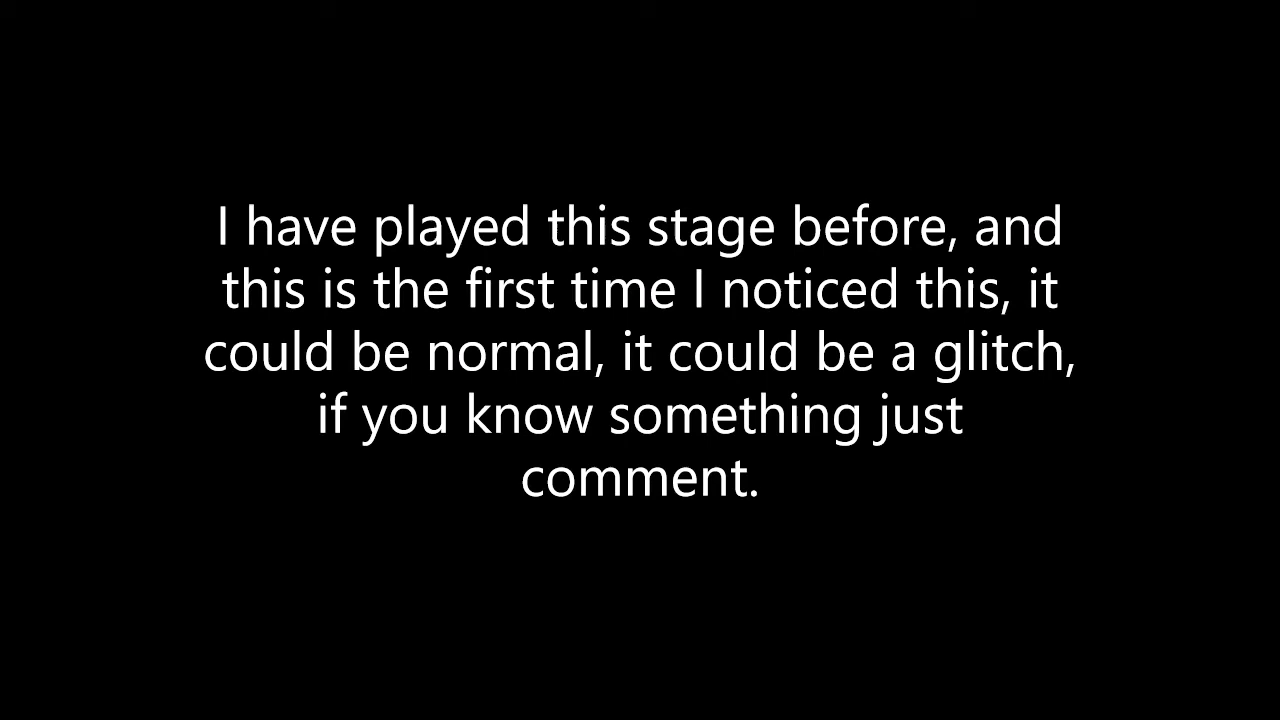 I have played this stage before, and
this is the first time I noticed this, it
could be normal, it could be a glitch,
if you know something just
comment.